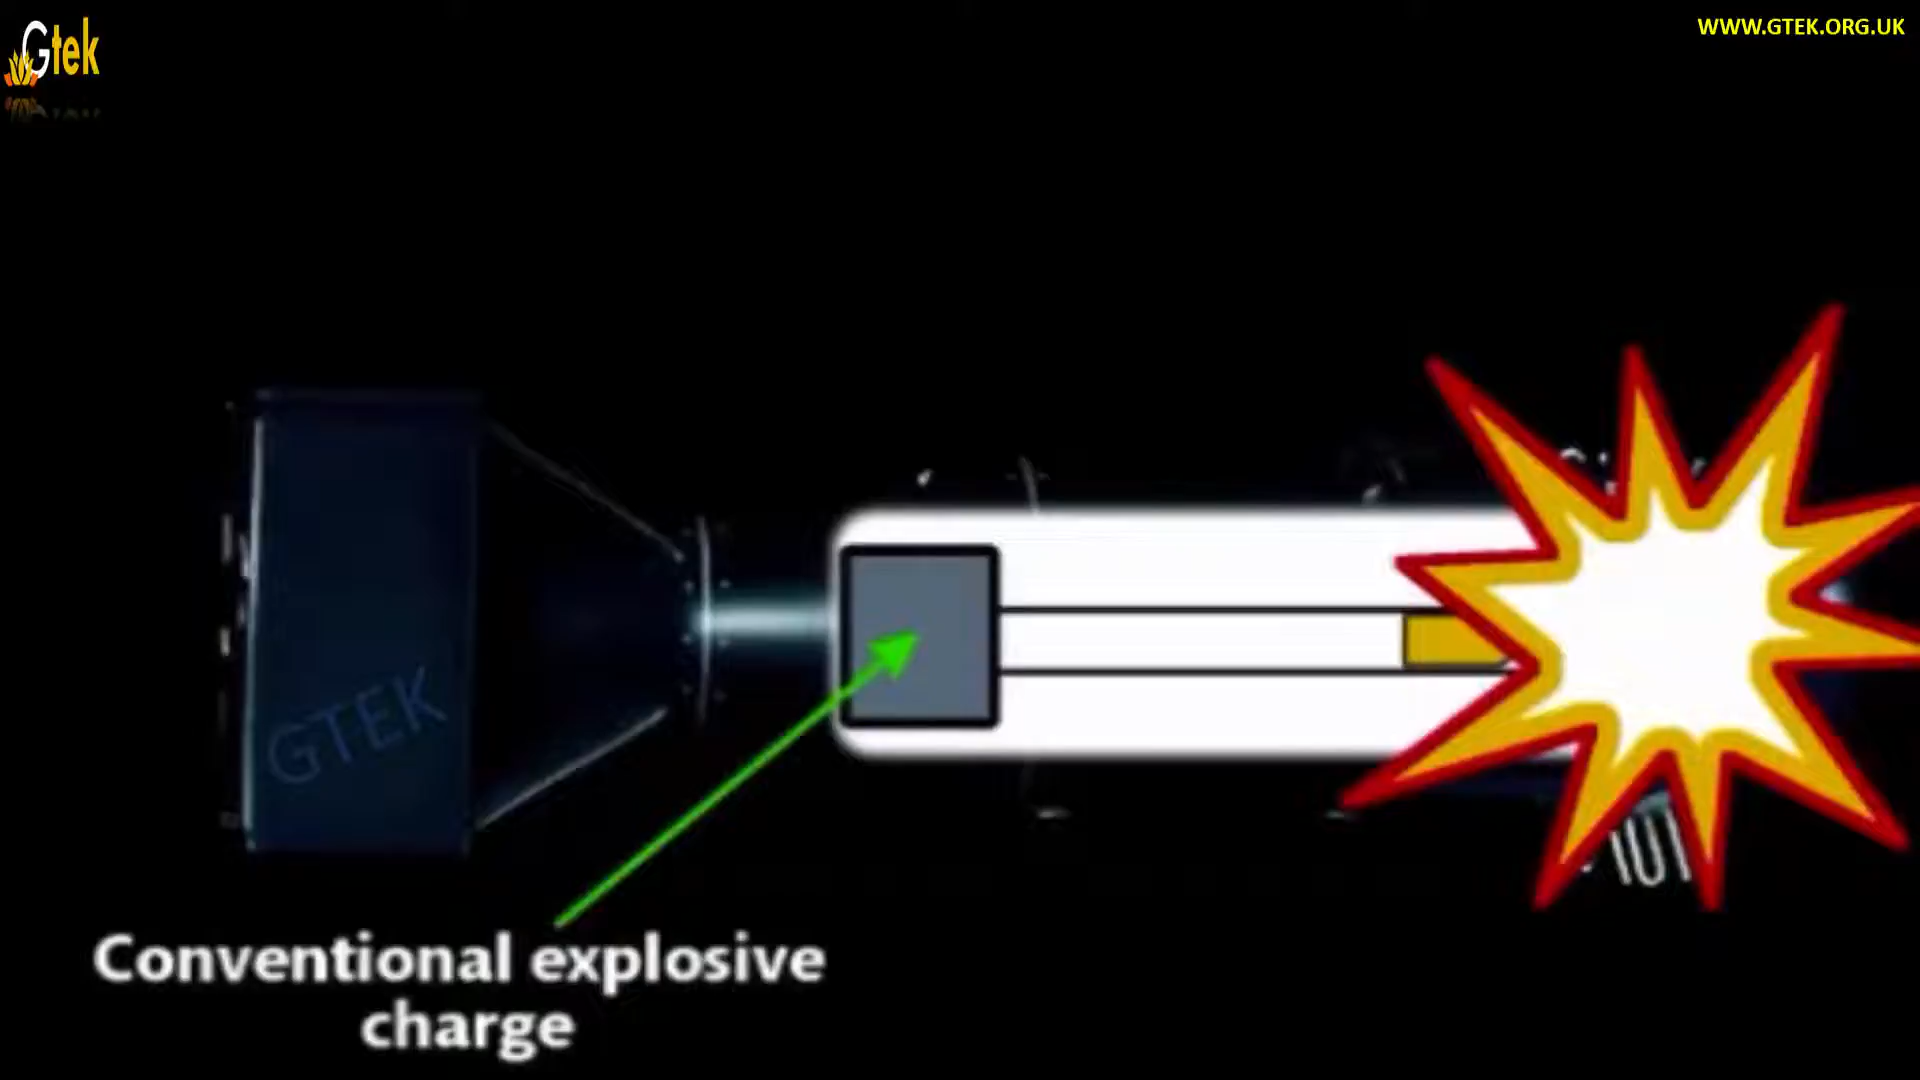 Gtek
WWW.GTEK.ORG.UK
GTEK
Conventional explosive
charge